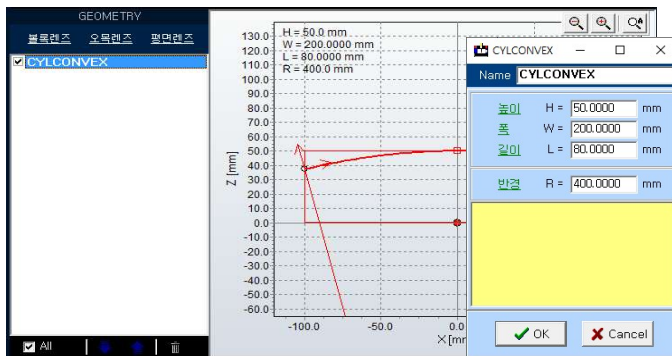 GEOMETRY
볼록렌즈 오목렌즈 평면렌즈
CYLCONVEX
All
H = 50.0 mm
W = 200.0000 mm
L = 80.0000 mm
R = 400.0 mm
130.0
120.0
110.0
100.0
90.0
80.0
70.0
60.0
50.0
40.0
30.0
20.0
10.0
0.0
-10.0
-20.0
-30.0
-40.0
-50.0
-60.0
Z [mm]
-100.0 -50.0 0.0
X [mm
CYLCONVEX
Name CYLCONVEX
높이 H = 50.0000 mm
폭 W = 200.0000 mm
길이 L = 80.0000 mm
반경 R = 400.0000 mm
OK Cancel